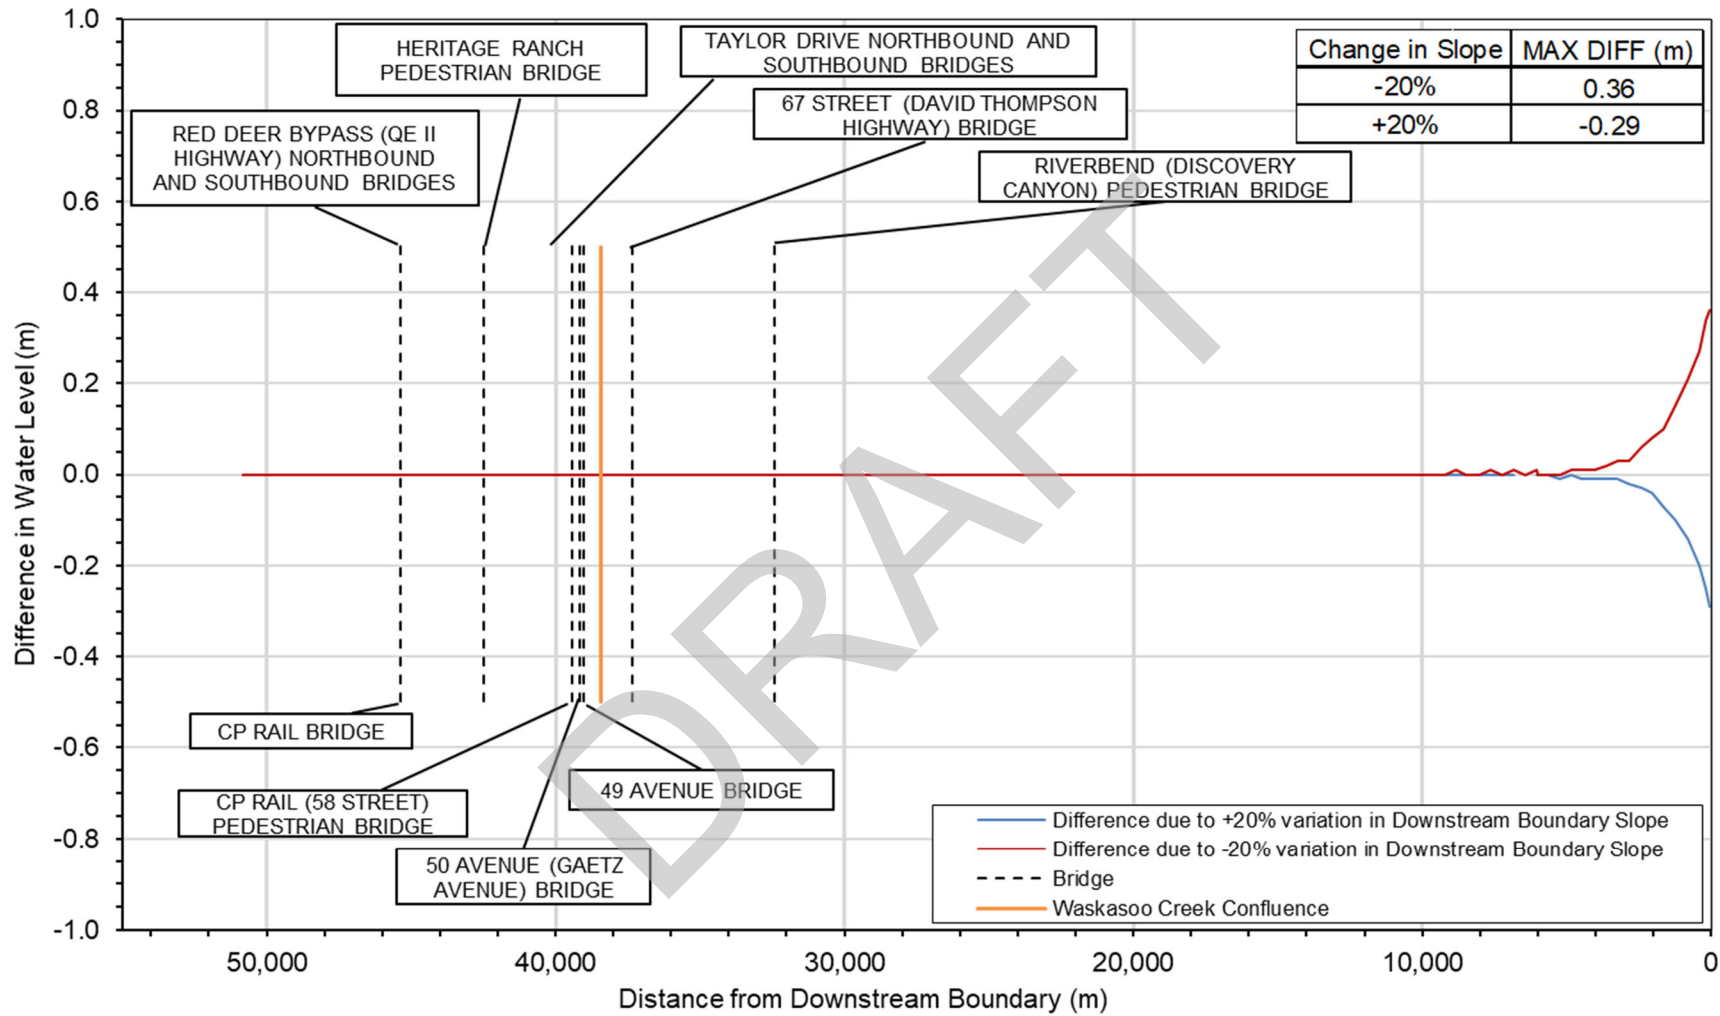 HERITAGE RANCH
PEDESTRIAN BRIDGE
TAYLOR DRIVE NORTHBOUND AND
SOUTHBOUND BRIDGES
Change in Slope MAX DIFF (m)
-20% 0.36
+20% -0.29
RED DEER BYPASS (QE II
HIGHWAY) NORTHBOUND
AND SOUTHBOUND BRIDGES
67 STREET (DAVID THOMPSON
HIGHWAY) BRIDGE
RIVERBEND (DISCOVERY
CANYON) PEDESTRIAN BRIDGE
1.0
0.8
0.6
0.4
0.2
0.0
-0.2
-0.4
-0.6
-0.8
-1.0
Difference in Water Level (m)
DRAFT
CP RAIL BRIDGE
CP RAIL (58 STREET)
PEDESTRIAN BRIDGE
49 AVENUE BRIDGE
50 AVENUE (GAETZ
AVENUE) BRIDGE
Difference due to +20% variation in Downstream Boundary Slope
Difference due to -20% variation in Downstream Boundary Slope
Bridge
Waskasoo Creek Confluence
50,000 40,000 30,000 20,000 10,000 0
Distance from Downstream Boundary (m)